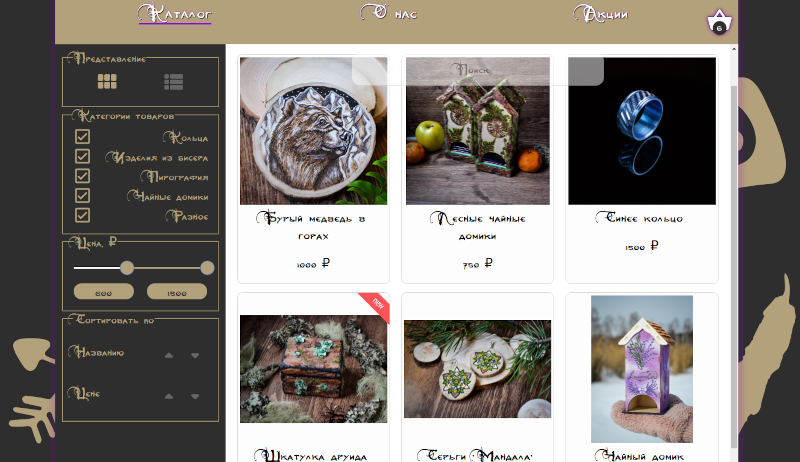 Каталог
О нас
Акции
6
Представление
Категории товаров
Кольца
Изделия из бисера
Пирография
Чайные домики
Разное
Цена, ₽
600
1500
Сортировать по
Названию
Цене
Поиск
Бурый медведь в
горах
1000 ₽
Лесные чайные
домики
750 ₽
Синее кольцо
1500 ₽
new
Шкатулка друида
Серьги "Мандала"
Чайный домик